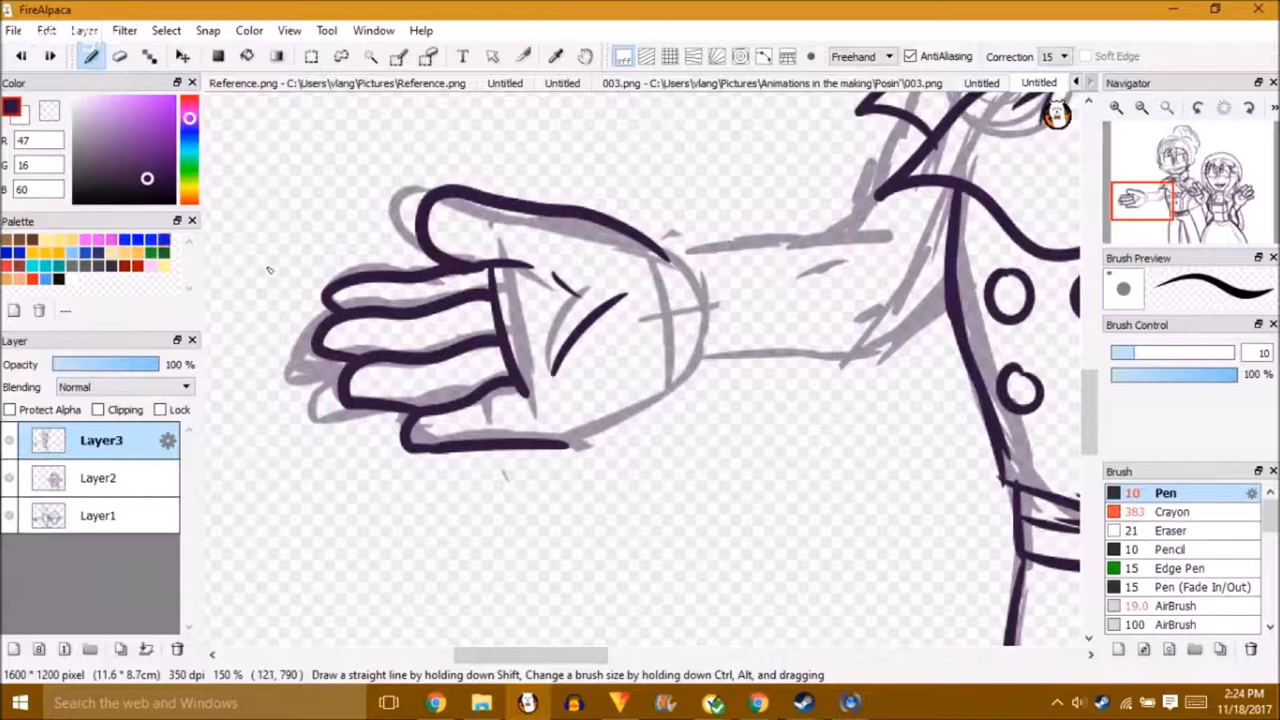 FireAlpaca
File Edit Layer Filter Select Snap Color View Tool Window Help
off Freehand AntiAliasing Correction 15 Soft Edge
Color
Reference.png - C:\Users\vlang\Pictures\Reference.png Untitled Untitled 003.png - C:\Users\vlang\Pictures\Animations in the making\Posin'\003.png Untitled Untitled
Navigator
R 47
G 16
B 60
Palette
Brush Preview
Brush Control
10
100 %
---
Layer
Opacity 100 %
Blending Normal
Protect Alpha Clipping Lock
Layer3
Layer2
Layer1
Brush
10 Pen
383 Crayon
21 Eraser
10 Pencil
15 Edge Pen
15 Pen (Fade In/Out)
19.0 AirBrush
100 AirBrush
1600 * 1200 pixel (11.6 * 8.7cm) 350 dpi 150 % (121, 790) Draw a straight line by holding down Shift, Change a brush size by holding down Ctrl, Alt, and dragging
Search the web and Windows
2:24 PM
11/18/2017